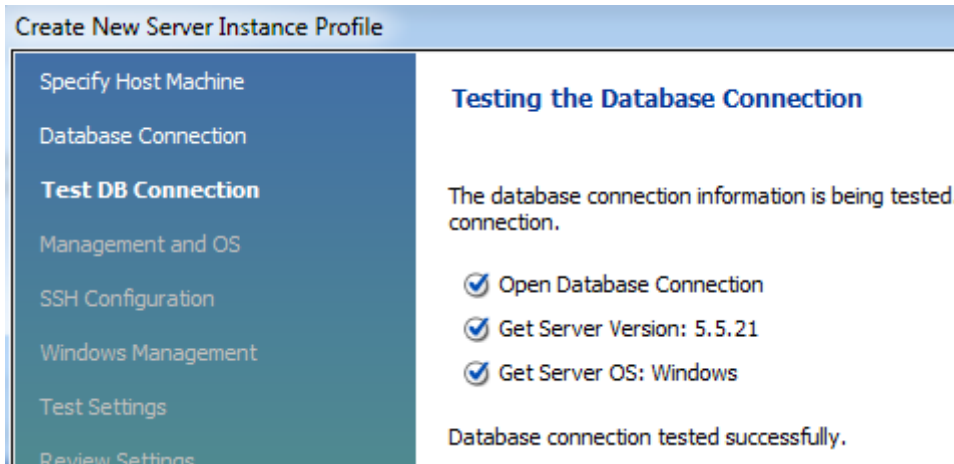 Create New Server Instance Profile
Specify Host Machine
Database Connection
Test DB Connection
Management and OS
SSH Configuration
Windows Management
Test Settings
Review Settings
Testing the Database Connection
The database connection information is being tested.
connection.
Open Database Connection
Get Server Version: 5.5.21
Get Server OS: Windows
Database connection tested successfully.